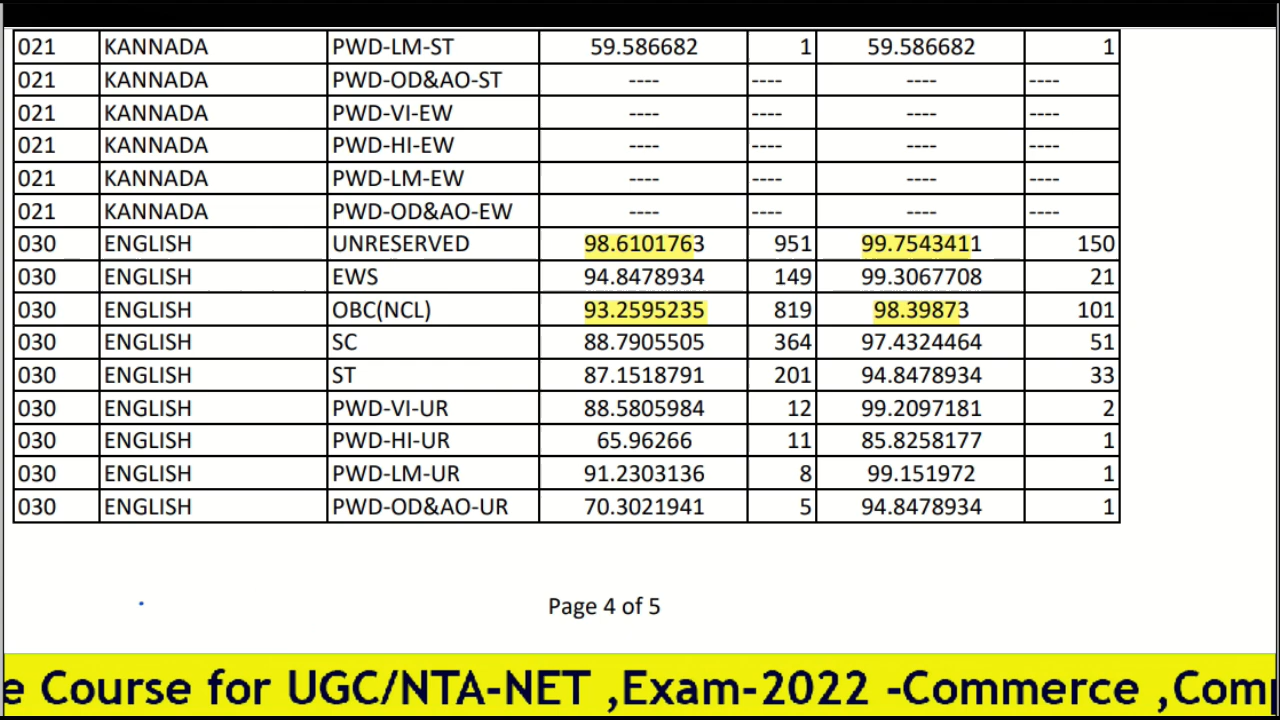 021 KANNADA PWD-LM-ST 59.586682 1 59.586682 1
021 KANNADA PWD-OD&AO-ST ---- ---- ---- ----
021 KANNADA PWD-VI-EW ---- ---- ---- ----
021 KANNADA PWD-HI-EW ---- ---- ---- ----
021 KANNADA PWD-LM-EW ---- ---- ---- ----
021 KANNADA PWD-OD&AO-EW ---- ---- ---- ----
030 ENGLISH UNRESERVED 98.6101763 951 99.7543411 150
030 ENGLISH EWS 94.8478934 149 99.3067708 21
030 ENGLISH OBC(NCL) 93.2595235 819 98.39873 101
030 ENGLISH SC 88.7905505 364 97.4324464 51
030 ENGLISH ST 87.1518791 201 94.8478934 33
030 ENGLISH PWD-VI-UR 88.5805984 12 99.2097181 2
030 ENGLISH PWD-HI-UR 65.96266 11 85.8258177 1
030 ENGLISH PWD-LM-UR 91.2303136 8 99.151972 1
030 ENGLISH PWD-OD&AO-UR 70.3021941 5 94.8478934 1
Page 4 of 5
e Course for UGC/NTA-NET ,Exam-2022 -Commerce ,Comp